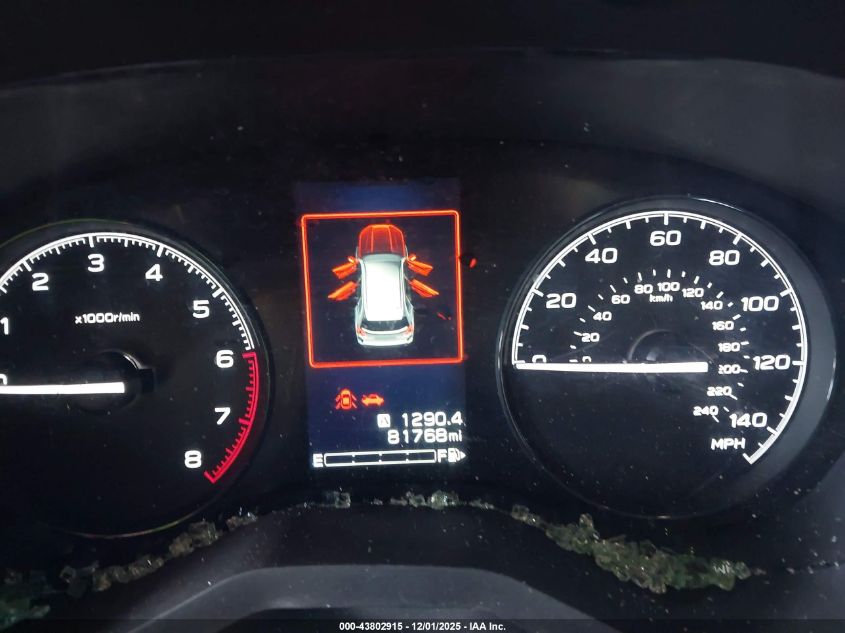 1 2 3 4 5 6 7 8
x1000r/min
0 20 40 60 80 100 120 140
MPH
0 20 40 60 80 100 120 140 160 180 200 220 240
km/h
A 1290.4
81768mi
E F
000-43802915 - 12/01/2025 - IAA Inc.